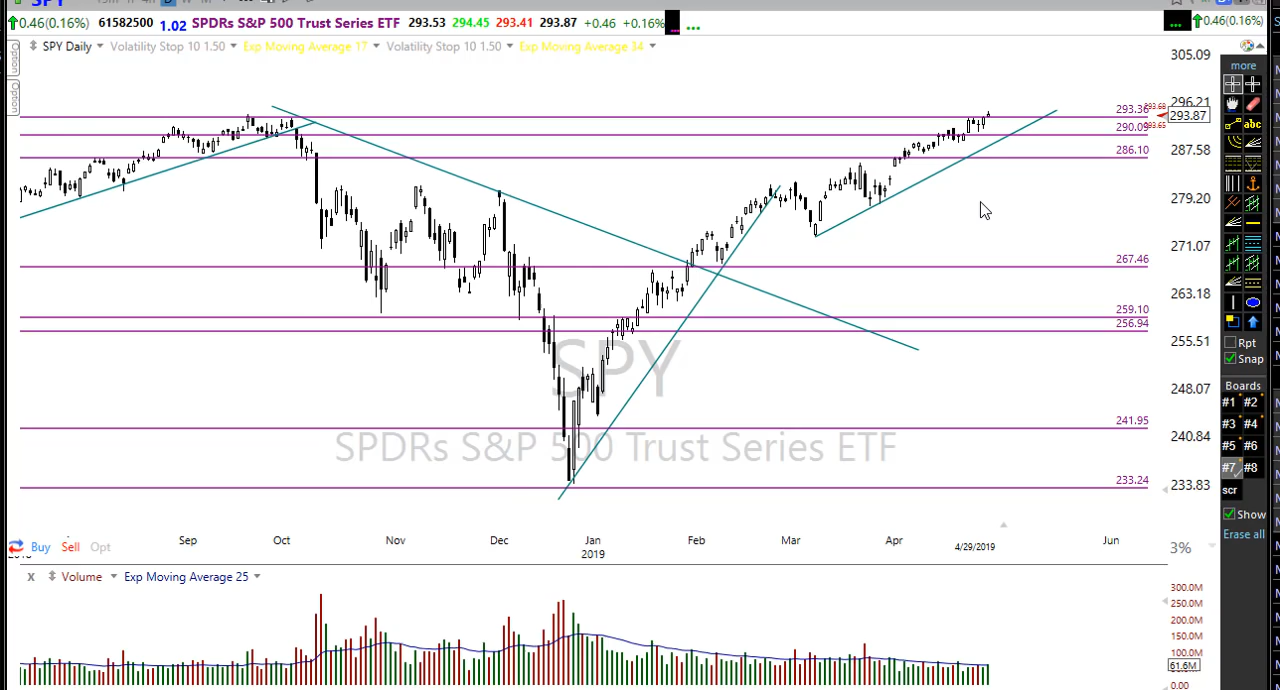 SPY
0.46(0.16%) 61582500 1.02 SPDRs S&P 500 Trust Series ETF 293.53 294.45 293.41 293.87 +0.46 +0.16% ... 0.46(0.16%)
SPY Daily Volatility Stop 10 1.50 Exp Moving Average 17 Volatility Stop 10 1.50 Exp Moving Average 34
Option
Option
305.09
296.21
293.87
287.58
279.20
271.07
263.18
255.51
248.07
240.84
233.83
3%
293.36
290.09
286.10
267.46
259.10
256.94
241.95
233.24
293.65
SPY
SPDRs S&P 500 Trust Series ETF
Sep Oct Nov Dec Jan Feb Mar Apr 4/29/2019 Jun
2019
Buy Sell Opt
X Volume Exp Moving Average 25
300.0M
250.0M
200.0M
150.0M
100.0M
61.6M
0.00
more
abc
Rpt
Snap
Boards
#1 #2
#3 #4
#5 #6
#7 #8
scr
Show
Erase all